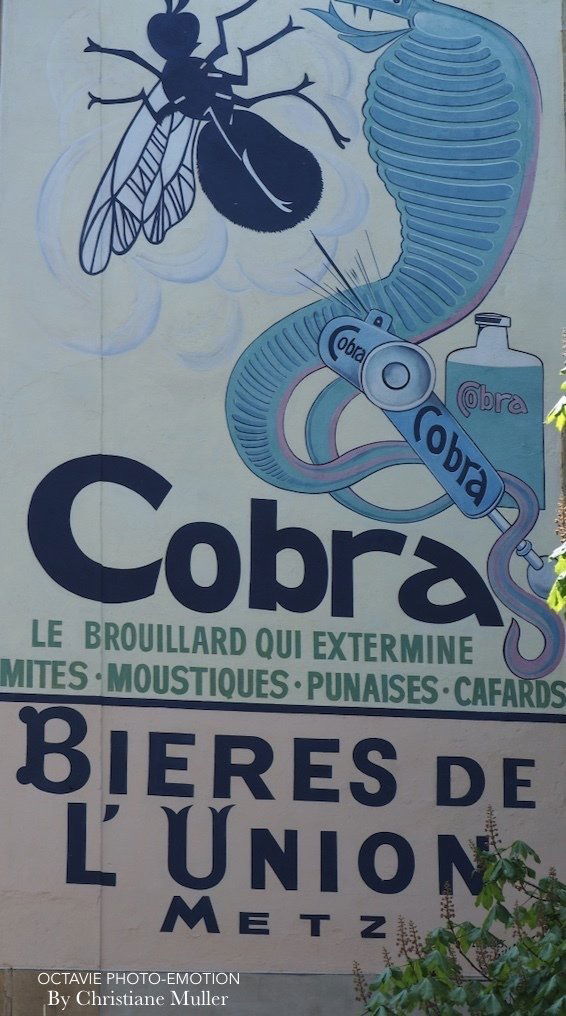 Cobra
Cobra
Cobra
Cobra
LE BROUILLARD QUI EXTERMINE
MITES · MOUSTIQUES · PUNAISES · CAFARDS
BIERES DE
L'UNION
METZ
OCTAVIE PHOTO-EMOTION
By Christiane Muller